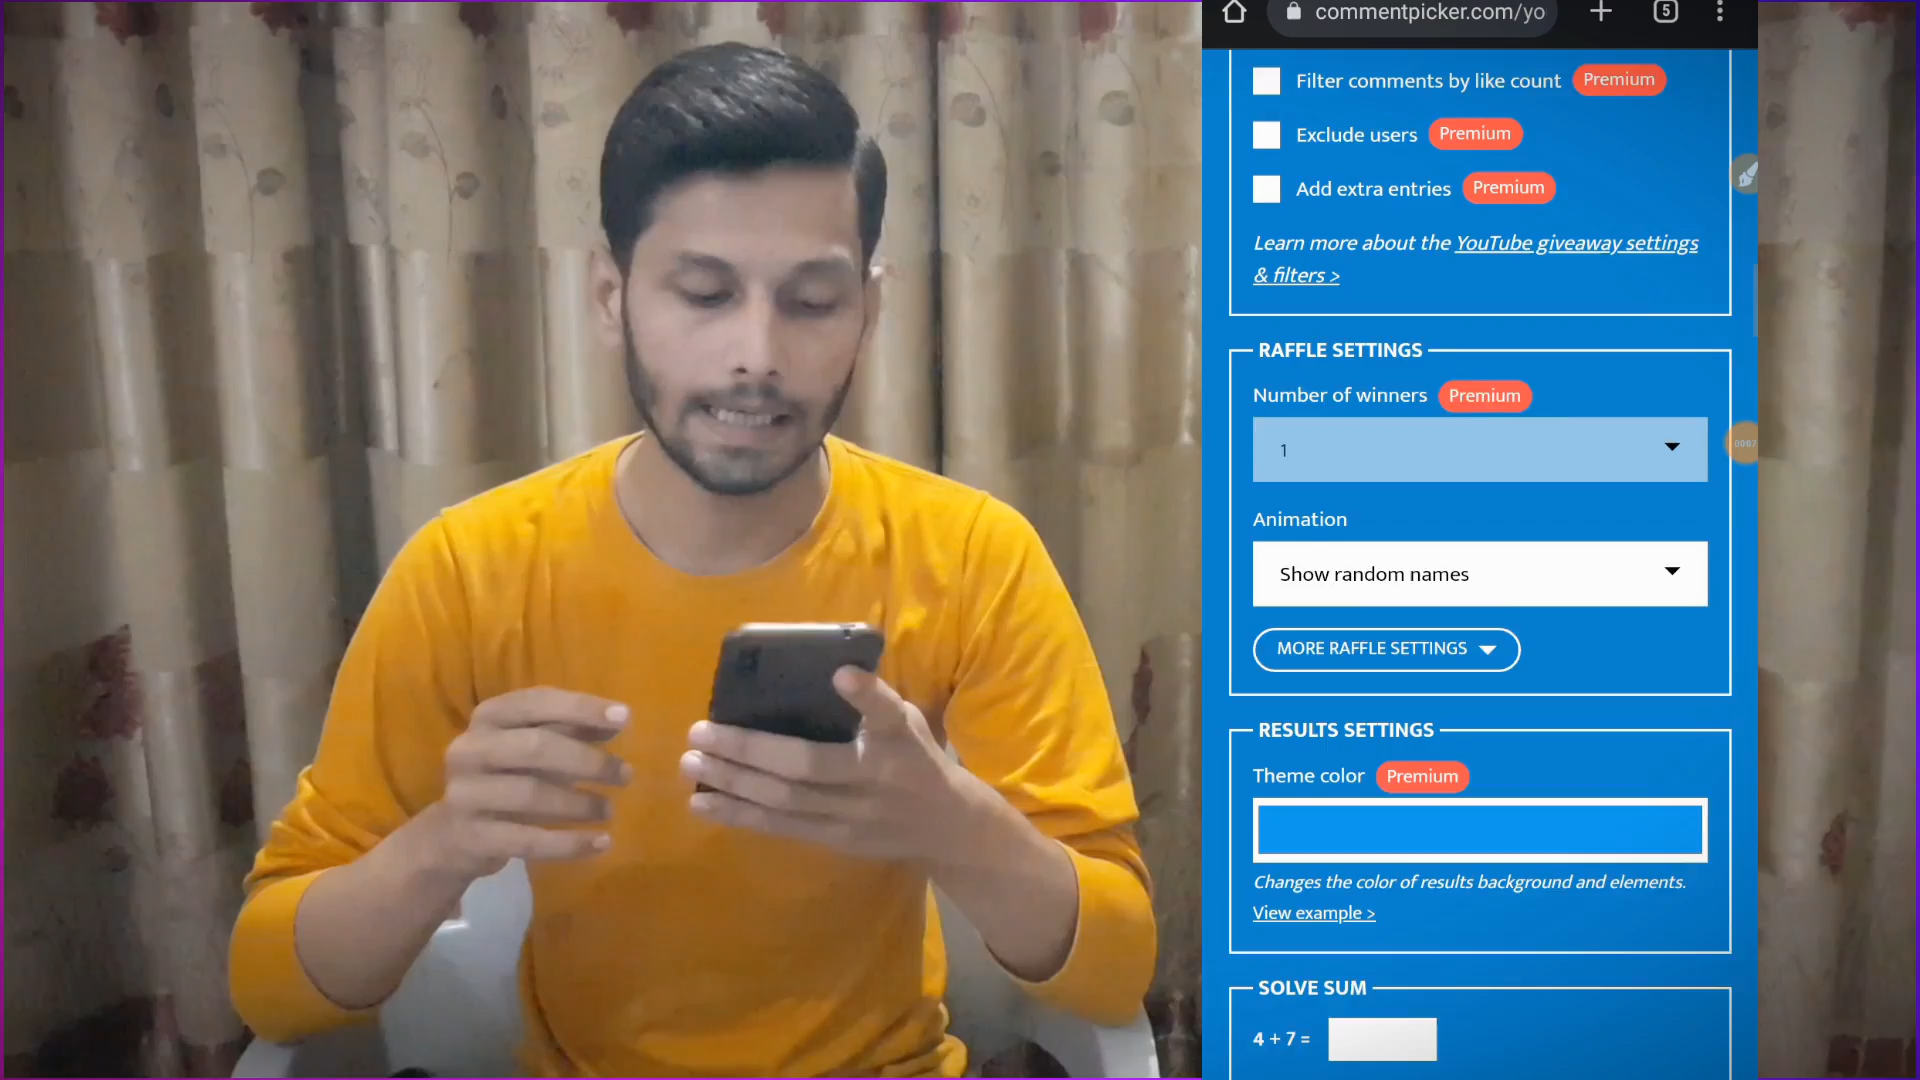 commentpicker.com/yo
5
Filter comments by like count Premium
Exclude users Premium
Add extra entries Premium
Learn more about the YouTube giveaway settings
& filters >
RAFFLE SETTINGS
Number of winners Premium
1
0007
Animation
Show random names
MORE RAFFLE SETTINGS
RESULTS SETTINGS
Theme color Premium
Changes the color of results background and elements.
View example >
SOLVE SUM
4 + 7 =